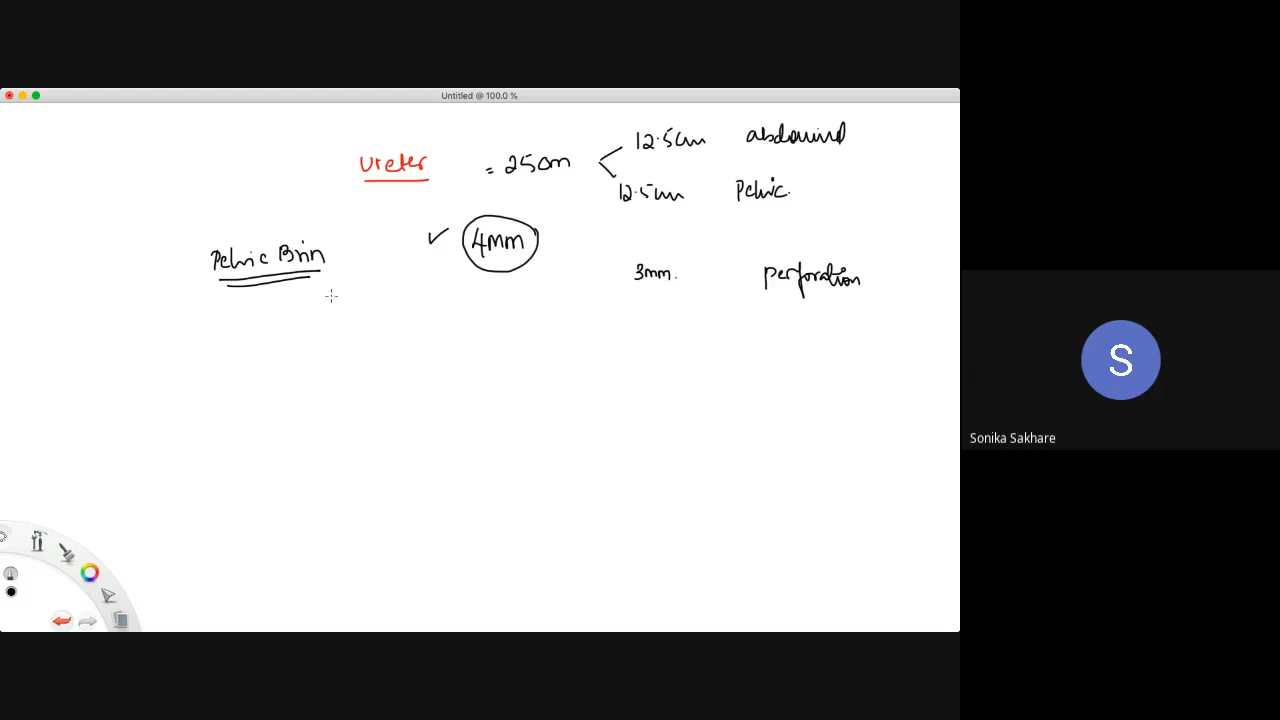 Untitled @ 100.0 %
Ureter = 25cm
12.5cm abdominal
12.5cm Pelvic.
✓ 4mm
Pelvic Brim
3mm. perforation
S
Sonika Sakhare